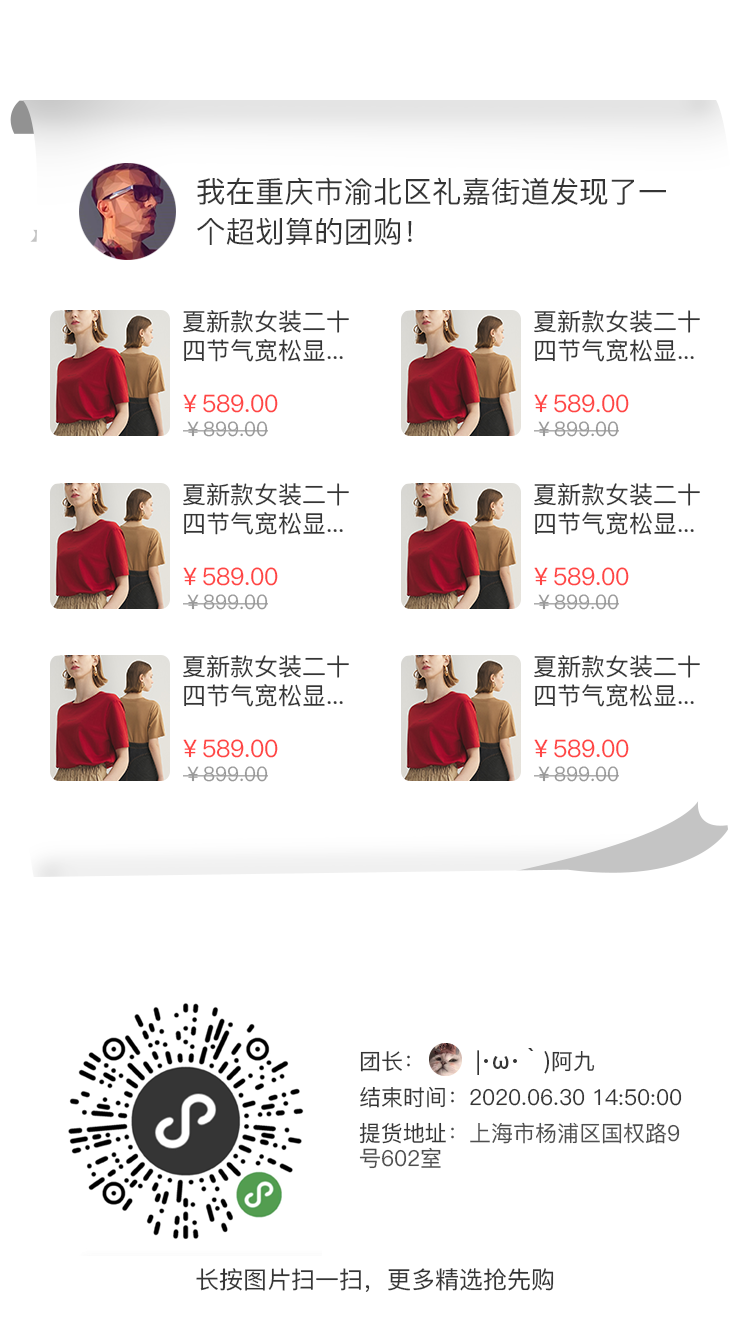 我在重庆市渝北区礼嘉街道发现了一
个超划算的团购！
夏新款女装二十
四节气宽松显...
￥589.00
￥899.00
夏新款女装二十
四节气宽松显...
￥589.00
￥899.00
夏新款女装二十
四节气宽松显...
￥589.00
￥899.00
夏新款女装二十
四节气宽松显...
￥589.00
￥899.00
夏新款女装二十
四节气宽松显...
￥589.00
￥899.00
夏新款女装二十
四节气宽松显...
￥589.00
￥899.00
团长： |･ω･｀)阿九
结束时间：2020.06.30 14:50:00
提货地址：上海市杨浦区国权路9
号602室
长按图片扫一扫，更多精选抢先购